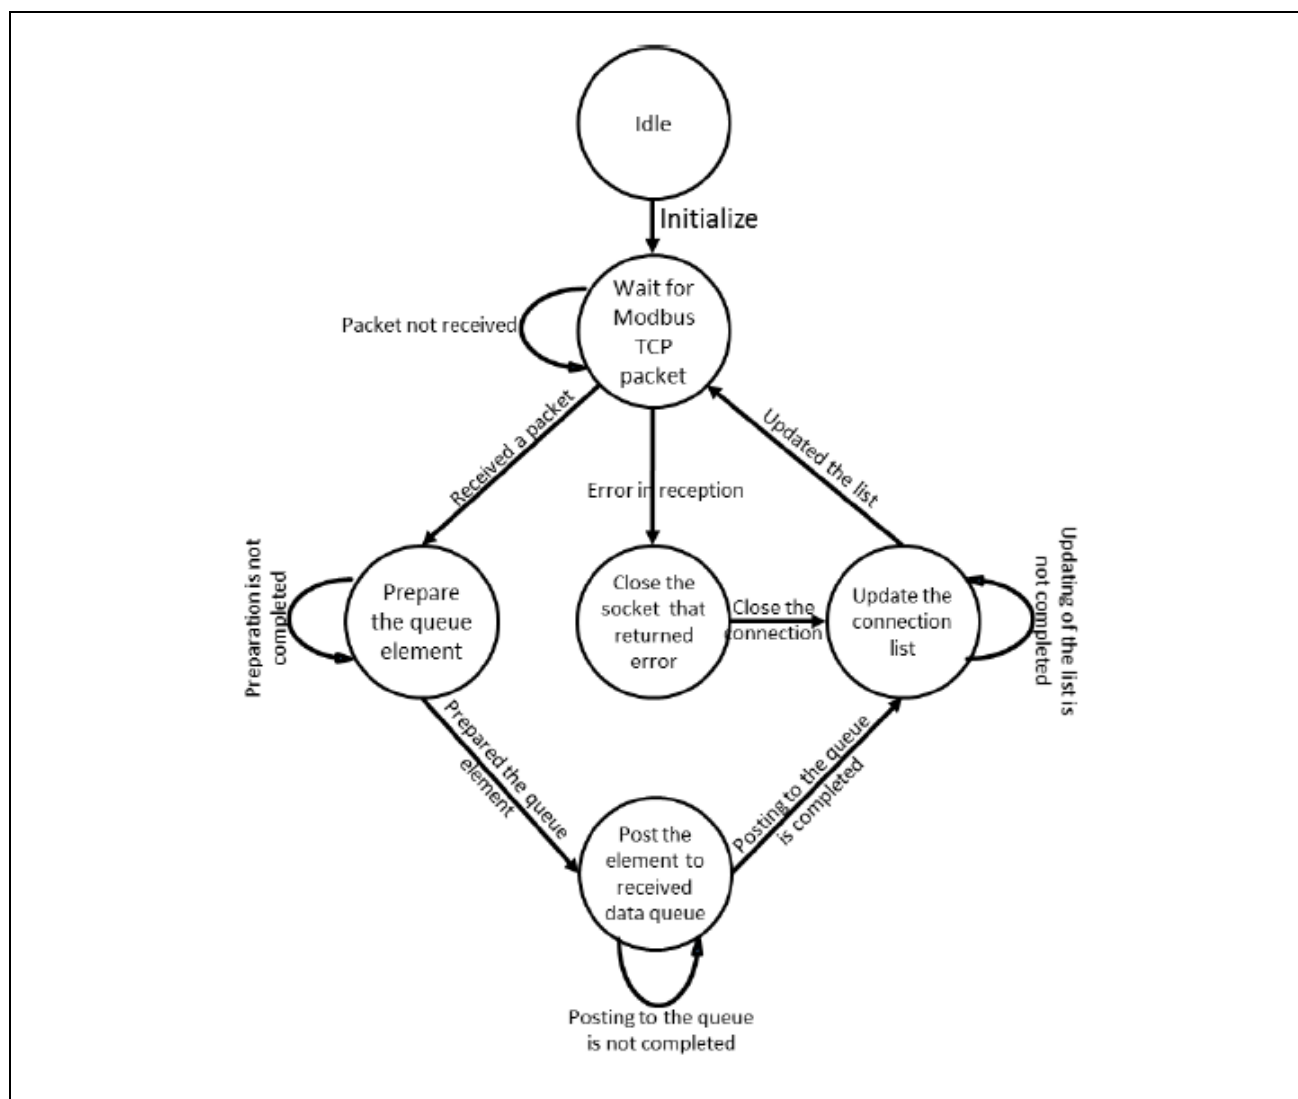 Idle
Initialize
Wait for
Modbus
TCP
packet
Packet not received
Received a packet
Error in reception
Updated the list
Preparation is not
completed
Prepare
the queue
element
Close the
socket that
returned
error
Close the
connection
Update the
connection
list
Updating of the list is
not completed
Prepared the queue
element
Posting to the queue
is completed
Post the
element to
received
data queue
Posting to the queue
is not completed